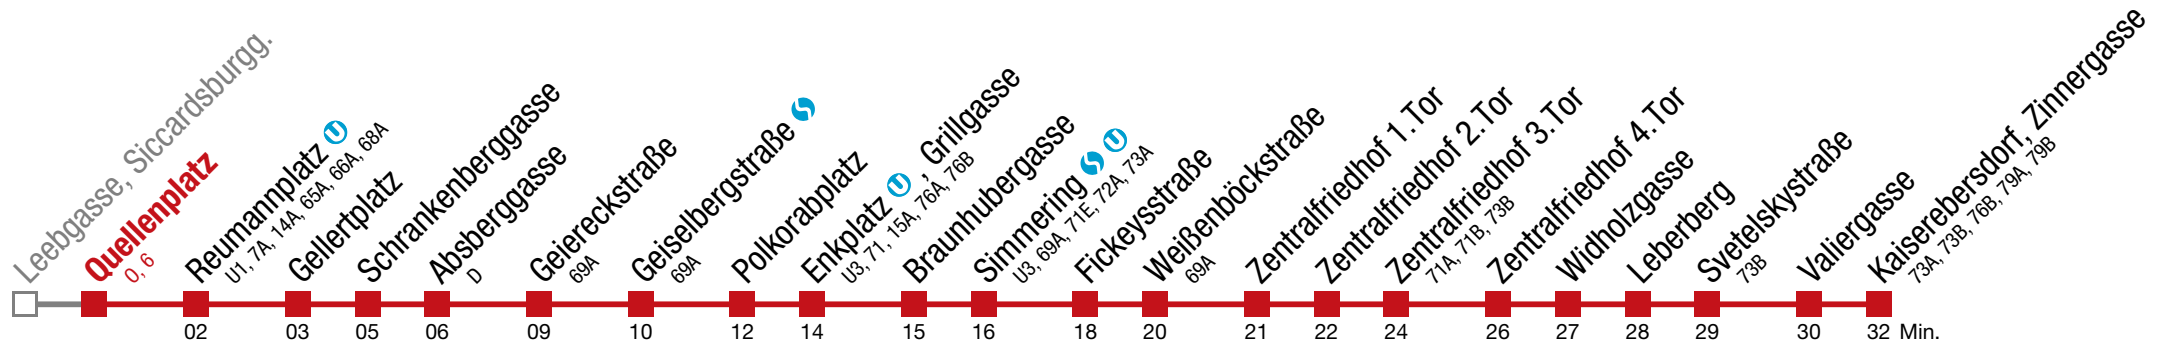 Leebgasse, Siccardsburgg.
Quellenplatz
O, 6
Reumannplatz U
U1, 7A, 14A, 65A, 66A, 68A
Gellertplatz
Schrankenberggasse
Absberggasse
D
Geiereckstraße
69A
Geiselbergstraße S
69A
Polkorabplatz
Enkplatz U, Grillgasse
U3, 71, 15A, 76A, 76B
Braunhubergasse
Simmering S U
U3, 69A, 71E, 72A, 73A
Fickeysstraße
Weißenböckstraße
69A
Zentralfriedhof 1.Tor
Zentralfriedhof 2.Tor
Zentralfriedhof 3.Tor
71A, 71B, 73B
Zentralfriedhof 4.Tor
Widholzgasse
Leberberg
Svetelskystraße
73B
Valiergasse
Kaiserebersdorf, Zinnergasse
73A, 73B, 76B, 79A, 79B
02 03 05 06 09 10 12 14 15 16 18 20 21 22 24 26 27 28 29 30 32 Min.